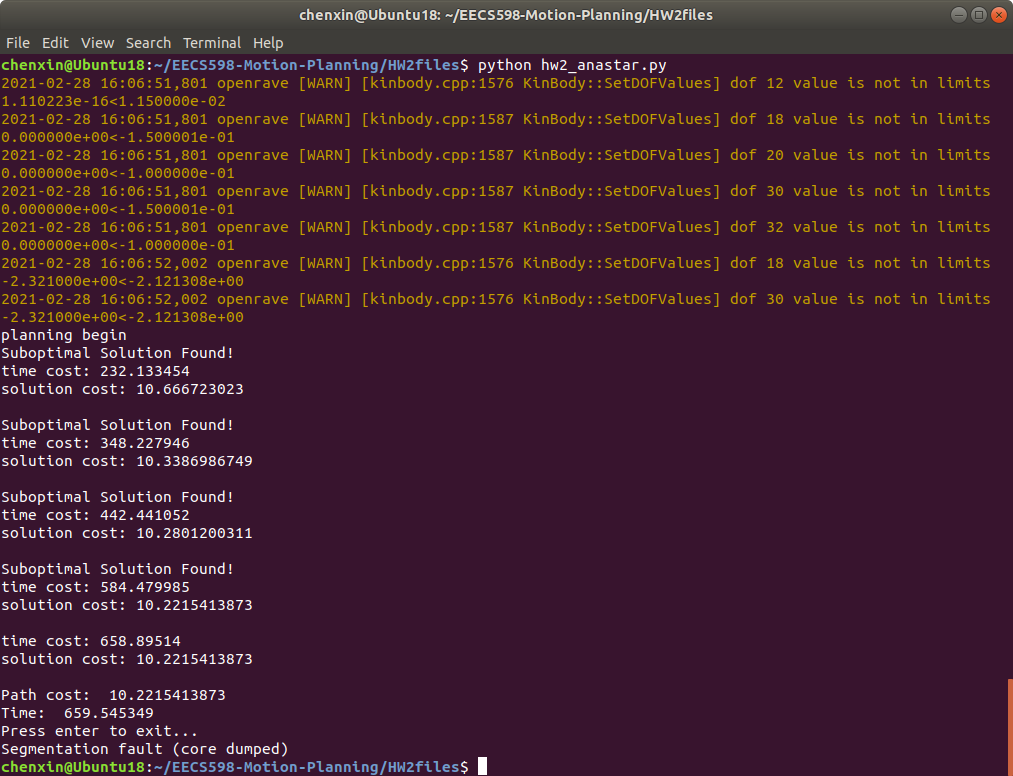 chenxin@Ubuntu18: ~/EECS598-Motion-Planning/HW2files
File Edit View Search Terminal Help
chenxin@Ubuntu18:~/EECS598-Motion-Planning/HW2files$ python hw2_anastar.py
2021-02-28 16:06:51,801 openrave [WARN] [kinbody.cpp:1576 KinBody::SetDOFValues] dof 12 value is not in limits
1.110223e-16<1.150000e-02
2021-02-28 16:06:51,801 openrave [WARN] [kinbody.cpp:1587 KinBody::SetDOFValues] dof 18 value is not in limits
0.000000e+00<-1.500001e-01
2021-02-28 16:06:51,801 openrave [WARN] [kinbody.cpp:1587 KinBody::SetDOFValues] dof 20 value is not in limits
0.000000e+00<-1.000000e-01
2021-02-28 16:06:51,801 openrave [WARN] [kinbody.cpp:1587 KinBody::SetDOFValues] dof 30 value is not in limits
0.000000e+00<-1.500001e-01
2021-02-28 16:06:51,801 openrave [WARN] [kinbody.cpp:1587 KinBody::SetDOFValues] dof 32 value is not in limits
0.000000e+00<-1.000000e-01
2021-02-28 16:06:52,002 openrave [WARN] [kinbody.cpp:1576 KinBody::SetDOFValues] dof 18 value is not in limits
-2.321000e+00<-2.121308e+00
2021-02-28 16:06:52,002 openrave [WARN] [kinbody.cpp:1576 KinBody::SetDOFValues] dof 30 value is not in limits
-2.321000e+00<-2.121308e+00
planning begin
Suboptimal Solution Found!
time cost: 232.133454
solution cost: 10.666723023
Suboptimal Solution Found!
time cost: 348.227946
solution cost: 10.3386986749
Suboptimal Solution Found!
time cost: 442.441052
solution cost: 10.2801200311
Suboptimal Solution Found!
time cost: 584.479985
solution cost: 10.2215413873
time cost: 658.89514
solution cost: 10.2215413873
Path cost:  10.2215413873
Time:  659.545349
Press enter to exit...
Segmentation fault (core dumped)
chenxin@Ubuntu18:~/EECS598-Motion-Planning/HW2files$